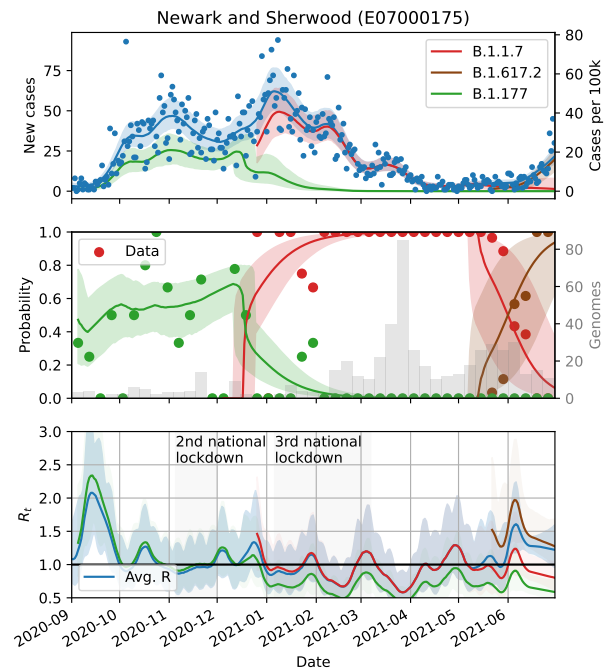 Newark and Sherwood (E07000175)
New cases
75
50
25
0
B.1.1.7
B.1.617.2
B.1.177
80
60
40
20
0
Cases per 100k
Probability
1.0
0.8
0.6
0.4
0.2
0.0
Data
80
60
40
20
0
Genomes
R_t
3.0
2.5
2.0
1.5
1.0
0.5
2nd national
lockdown
3rd national
lockdown
Avg. R
2020-09
2020-10
2020-11
2020-12
2021-01
2021-02
2021-03
2021-04
2021-05
2021-06
Date